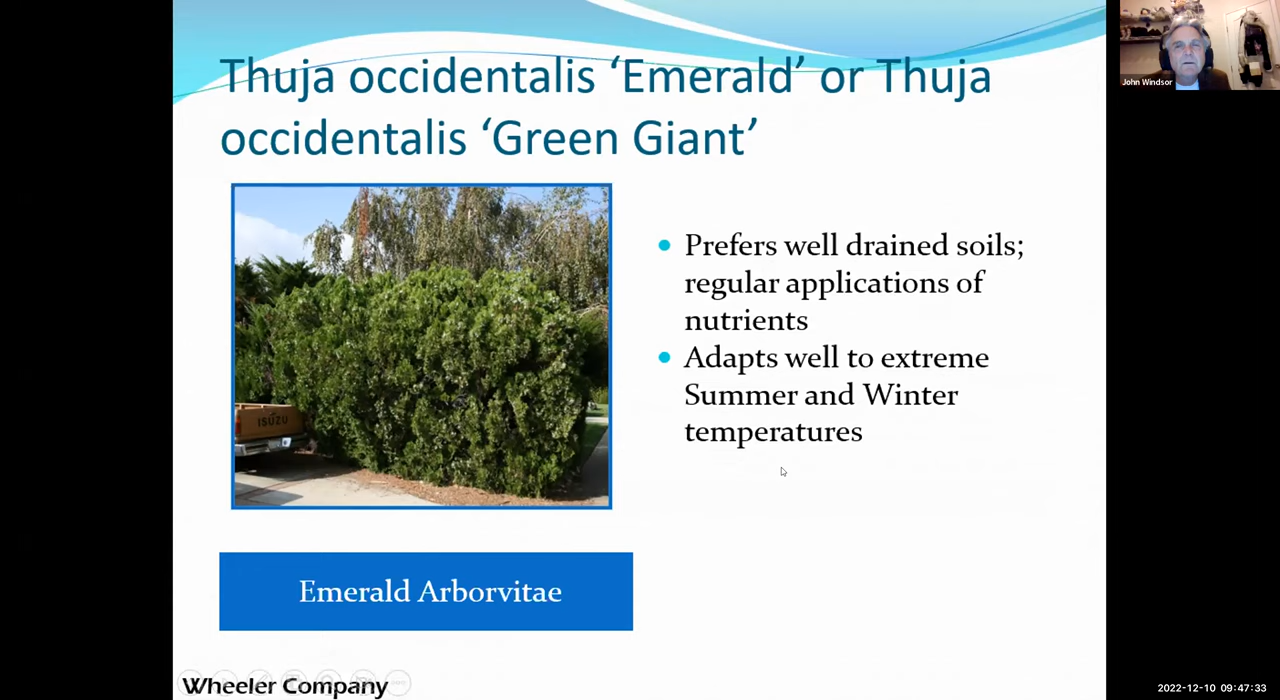 Thuja occidentalis ‘Emerald’ or Thuja
occidentalis ‘Green Giant’
John Windsor
ISUZU
Prefers well drained soils;
regular applications of
nutrients
Adapts well to extreme
Summer and Winter
temperatures
Emerald Arborvitae
Wheeler Company
2022-12-10 09:47:33